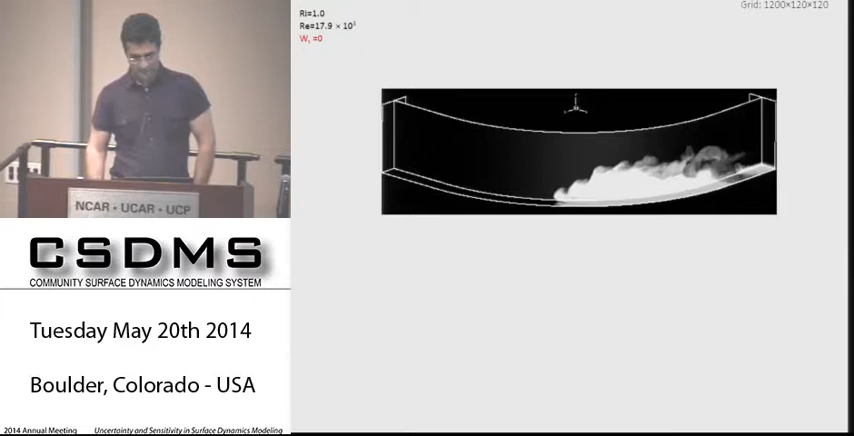 Ri=1.0
Re=17.9 × 10³
Grid: 1200×120×120
NCAR • UCAR • UCP
CSDMS
COMMUNITY SURFACE DYNAMICS MODELING SYSTEM
Tuesday May 20th 2014
Boulder, Colorado - USA
2014 Annual Meeting
Uncertainty and Sensitivity in Surface Dynamics Modeling